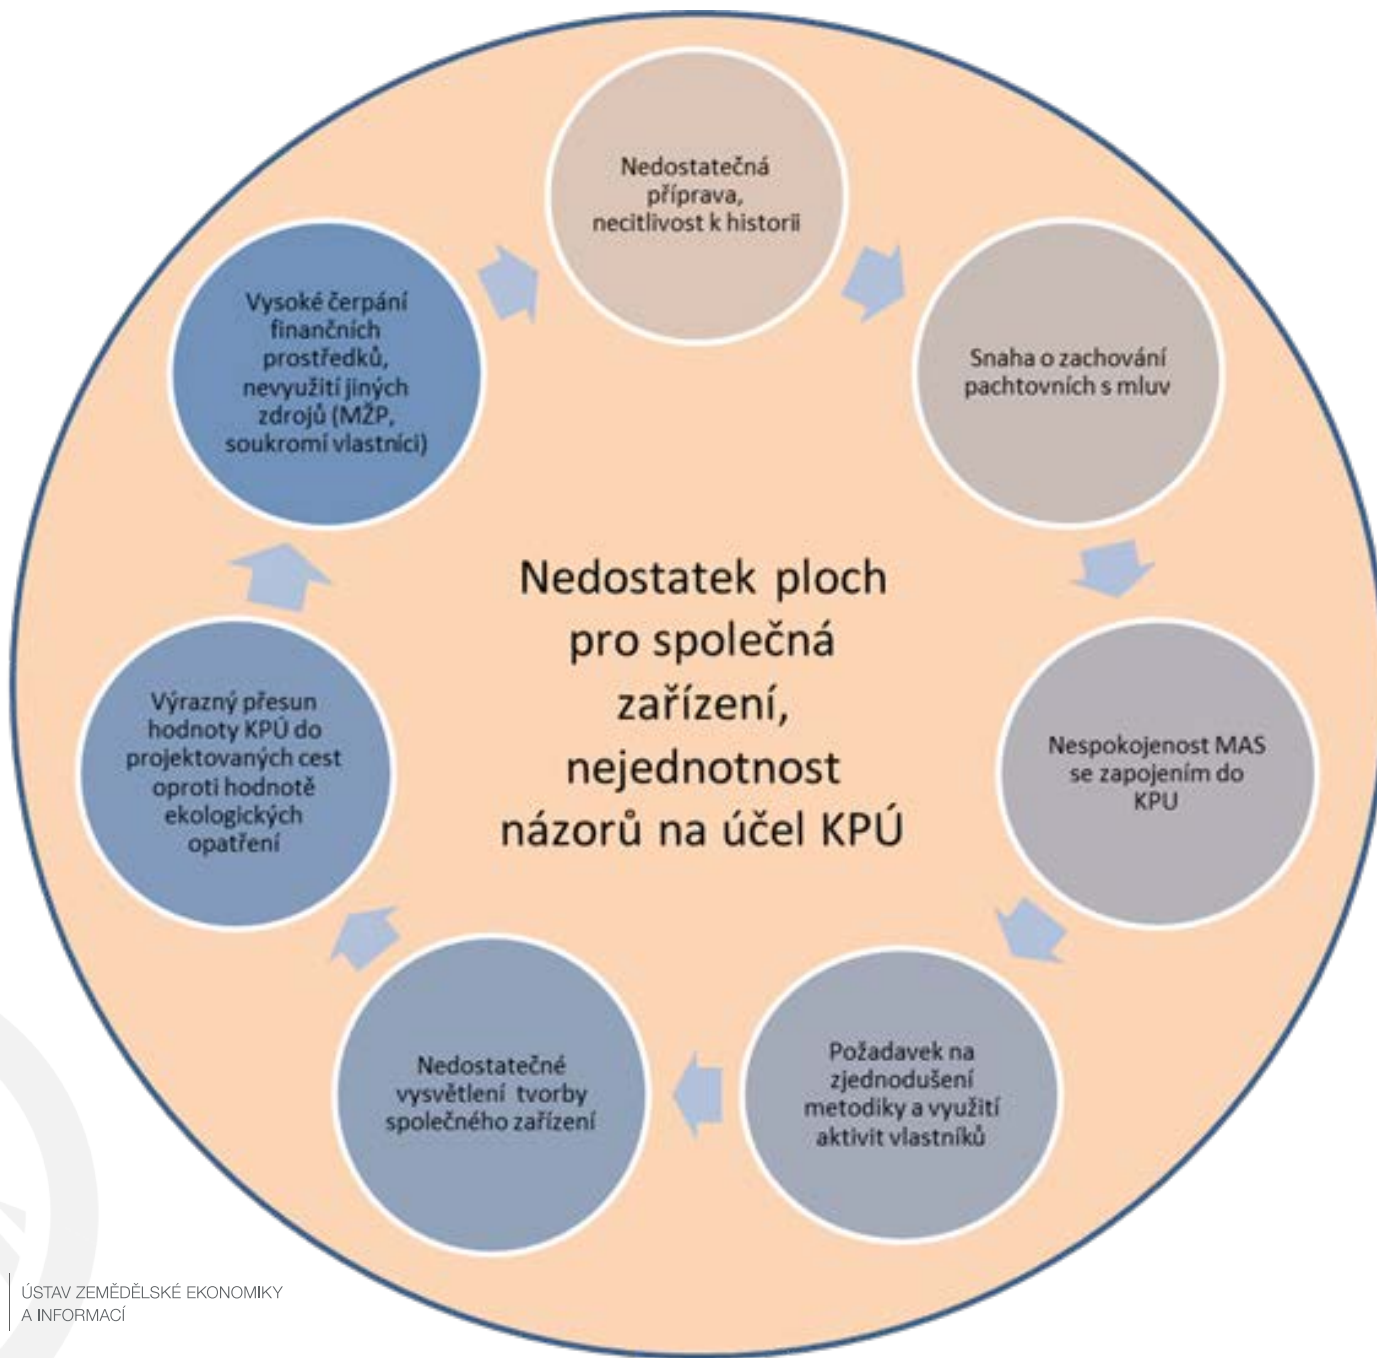 Nedostatečná
příprava,
necitlivost k historii
Snaha o zachování
pachtovních s mluv
Nespokojenost MAS
se zapojením do
KPU
Požadavek na
zjednodušení
metodiky a využití
aktivit vlastníků
Nedostatečné
vysvětlení tvorby
společného zařízení
Výrazný přesun
hodnoty KPÚ do
projektovaných cest
oproti hodnotě
ekologických
opatření
Vysoké čerpání
finančních
prostředků,
nevyužití jiných
zdrojů (MŽP,
soukromí vlastníci)
Nedostatek ploch
pro společná
zařízení,
nejednotnost
názorů na účel KPÚ
ÚSTAV ZEMĚDĚLSKÉ EKONOMIKY
A INFORMACÍ